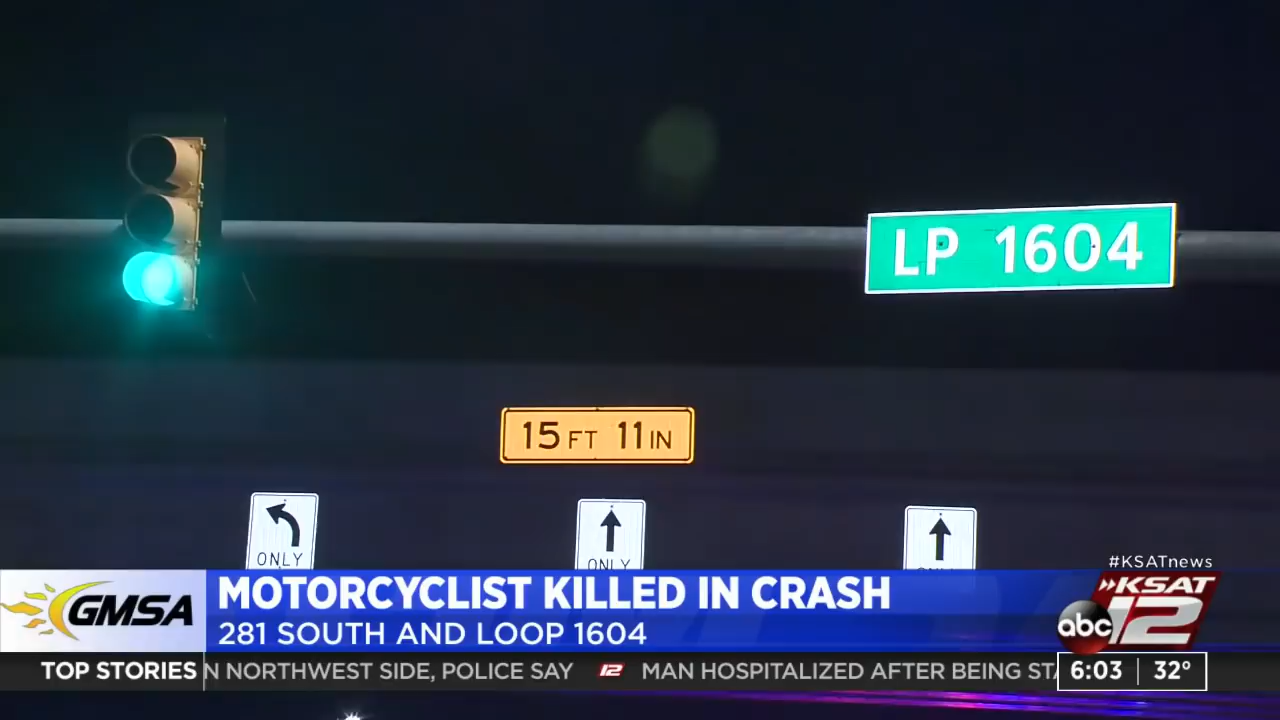 LP 1604
15 FT 11 IN
ONLY
ONLY
#KSATnews
GMSA
MOTORCYCLIST KILLED IN CRASH
281 SOUTH AND LOOP 1604
KSAT
abc 12
TOP STORIES
N NORTHWEST SIDE, POLICE SAY 12 MAN HOSPITALIZED AFTER BEING
6:03 32°